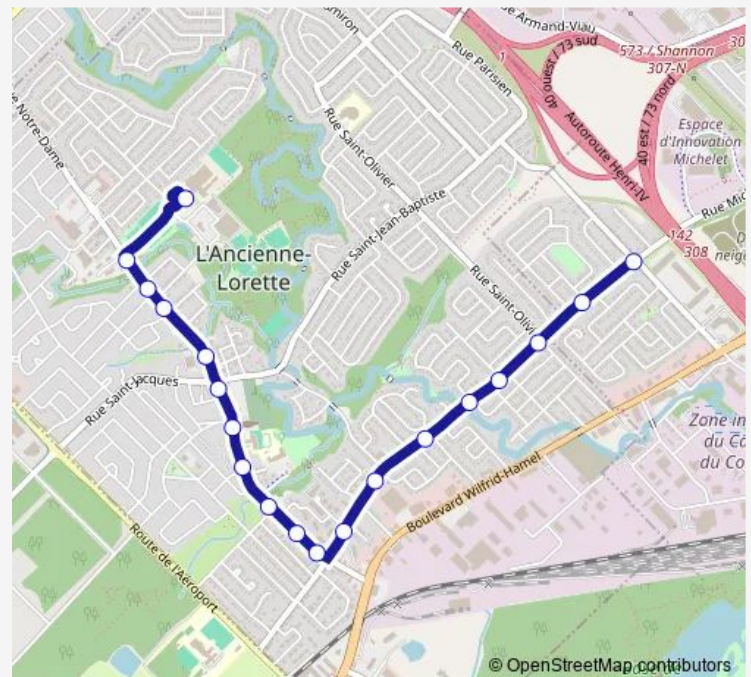 Rue Armand-Viau
Rue Parisien
40 ouest / 73 sud
573 / Shannon
307-N
1
Autoroute Henri-IV
40 est / 73 nord
Espace
d'Innovation
Michelet
Rue Notre-Dame
Rue Saint-Olivier
Rue Saint-Jean-Baptiste
142
308
L'Ancienne-
Lorette
Rue Saint-Olivier
Rue Saint-Jacques
Boulevard Wilfrid-Hamel
Route de l'Aéroport
© OpenStreetMap contributors